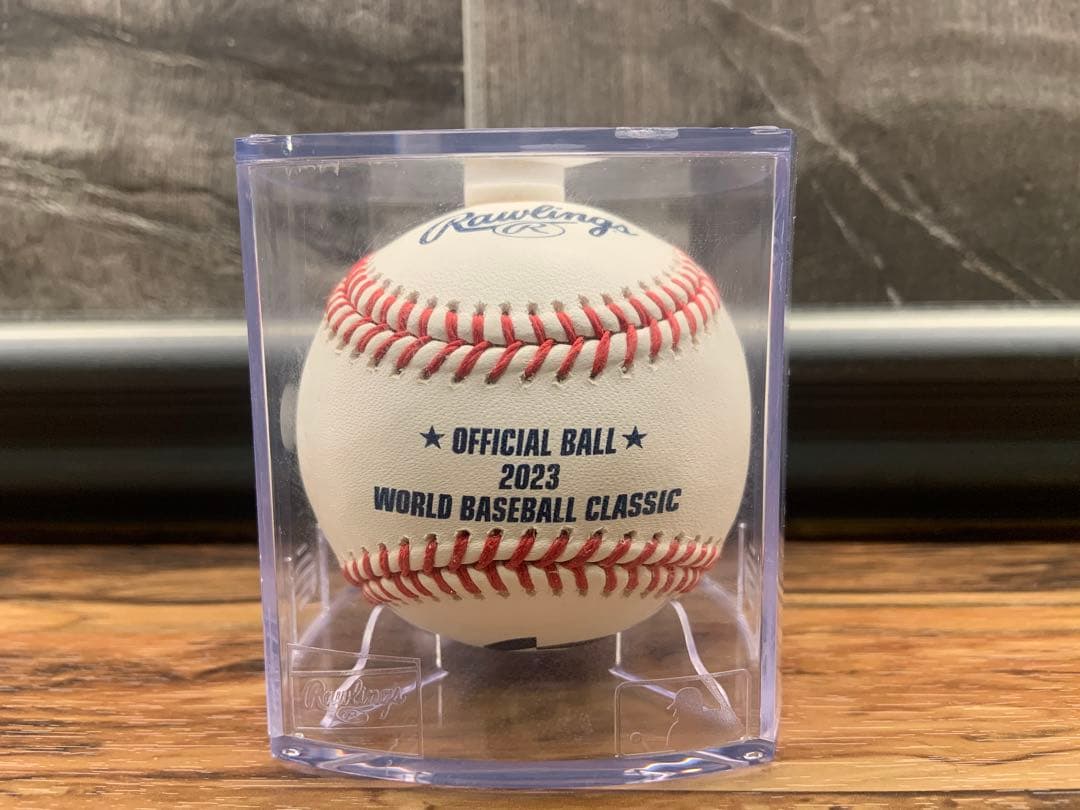 Rawlings
R
★ OFFICIAL BALL ★
2023
WORLD BASEBALL CLASSIC
Rawlings
R